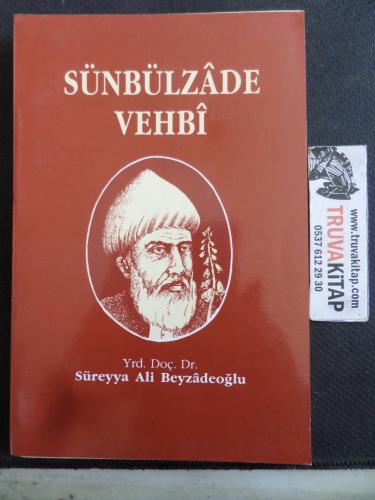 SÜNBÜLZÂDE
VEHBÎ
Yrd. Doç. Dr.
Süreyya Ali Beyzâdeoğlu
www.truvakitap.com
TRUVAKiTAP
0537 612 29 30